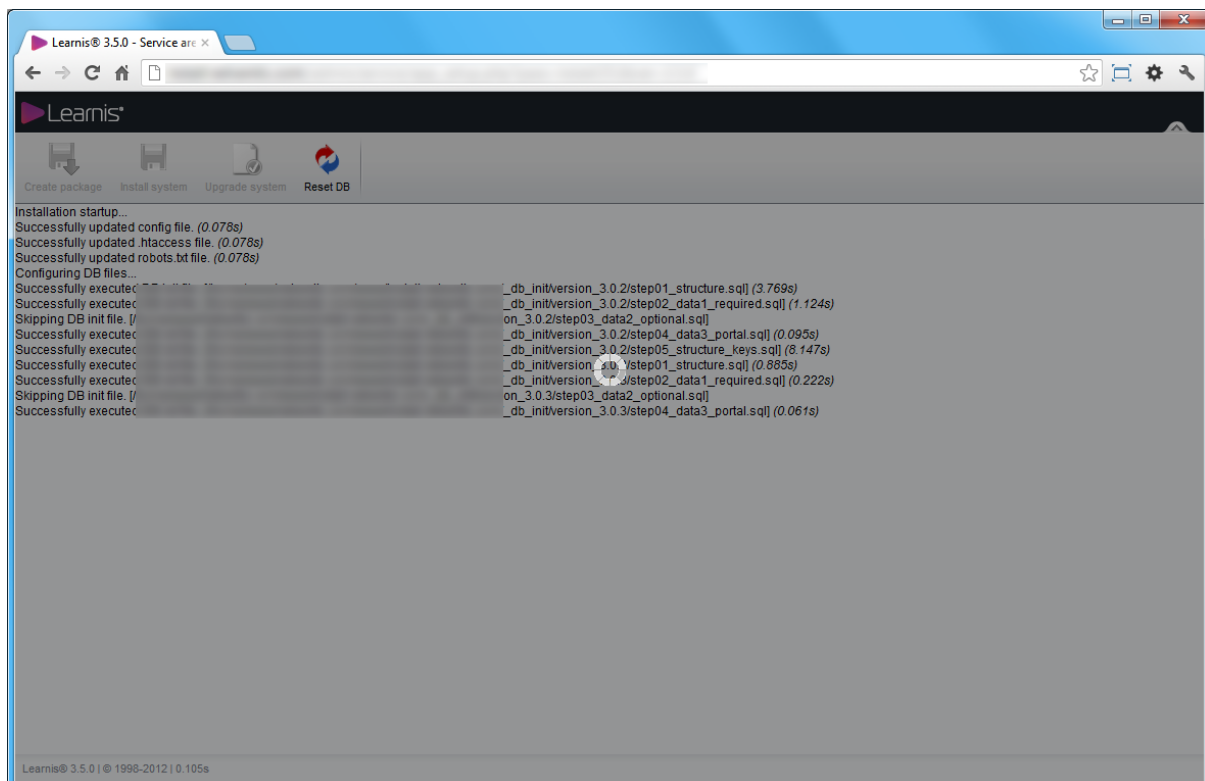 Learnis® 3.5.0 - Service are
Learnis®
Create package
Install system
Upgrade system
Reset DB
Installation startup...
Successfully updated config file. (0.078s)
Successfully updated .htaccess file. (0.078s)
Successfully updated robots.txt file. (0.078s)
Configuring DB files...
Successfully executed _db_init/version_3.0.2/step01_structure.sql] (3.769s)
Successfully executed _db_init/version_3.0.2/step02_data1_required.sql] (1.124s)
Skipping DB init file. [/ on_3.0.2/step03_data2_optional.sql]
Successfully executed _db_init/version_3.0.2/step04_data3_portal.sql] (0.095s)
Successfully executed _db_init/version_3.0.2/step05_structure_keys.sql] (8.147s)
Successfully executed _db_init/version_3.0. /step01_structure.sql] (0.885s)
Successfully executed _db_init/version_3.0.3/step02_data1_required.sql] (0.222s)
Skipping DB init file. [/ on_3.0.3/step03_data2_optional.sql]
Successfully executed _db_init/version_3.0.3/step04_data3_portal.sql] (0.061s)
Learnis® 3.5.0 | © 1998-2012 | 0.105s